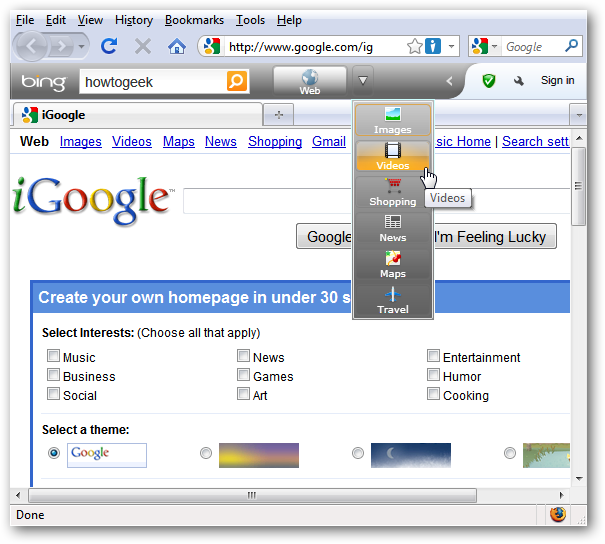 File Edit View History Bookmarks Tools Help
http://www.google.com/ig
Google
bing howtogeek Web Sign in
iGoogle
Images
Videos
Shopping
News
Maps
Travel
Videos
Web Images Videos Maps News Shopping Gmail sic Home | Search sett
iGoogle™
Google I'm Feeling Lucky
Create your own homepage in under 30 s
Select Interests: (Choose all that apply)
Music News Entertainment
Business Games Humor
Social Art Cooking
Select a theme:
Google
Done